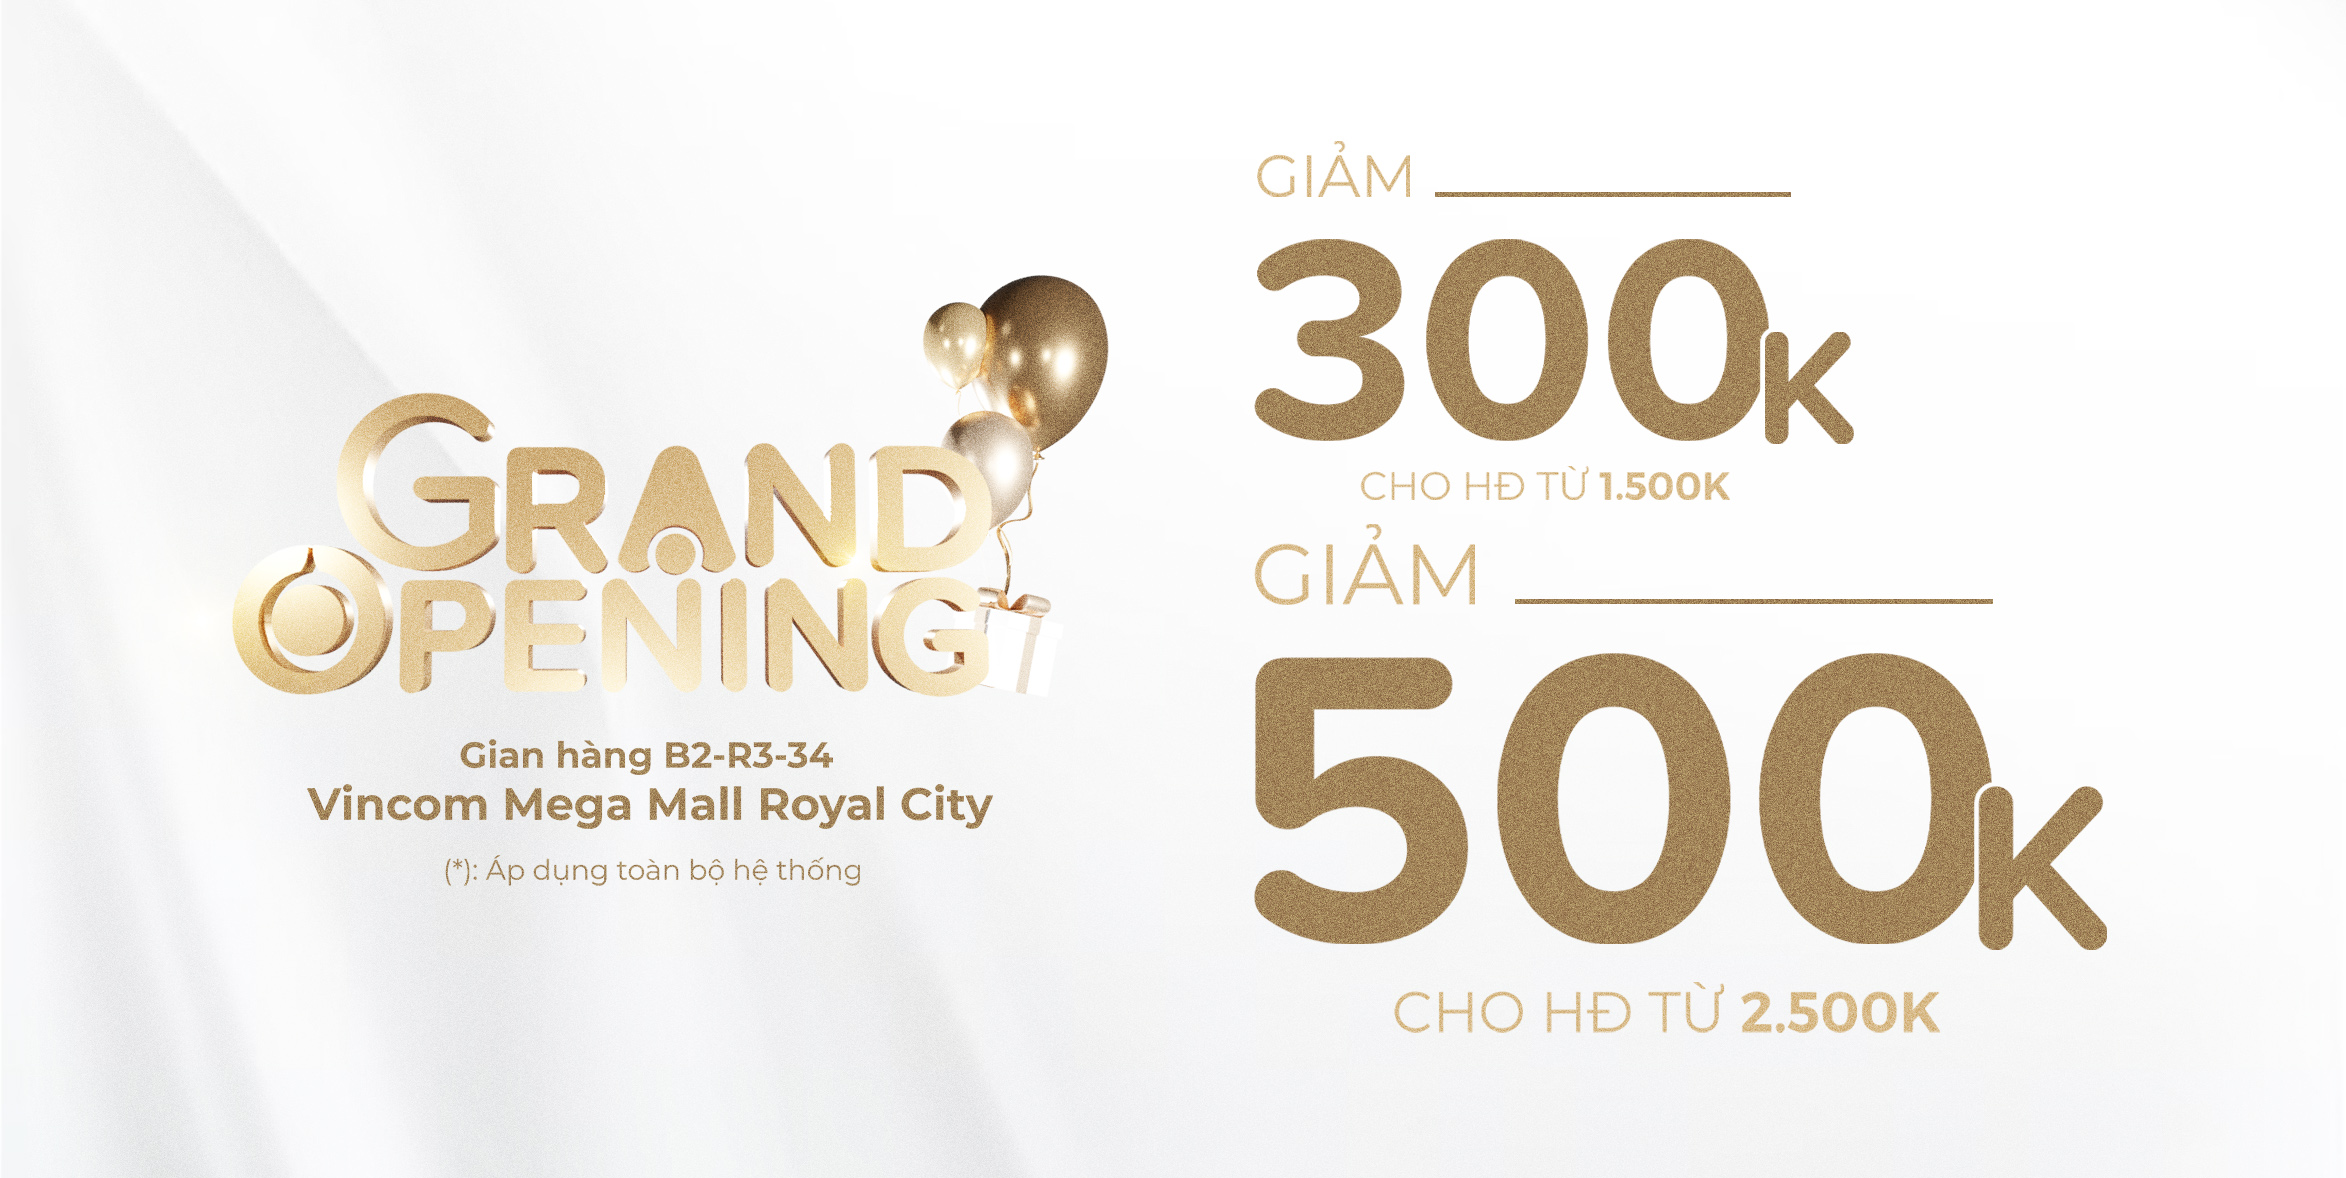 GRAND
OPENING
Gian hàng B2-R3-34
Vincom Mega Mall Royal City
(*): Áp dụng toàn bộ hệ thống
GIẢM
300K
CHO HĐ TỪ 1.500K
GIẢM
500K
CHO HĐ TỪ 2.500K